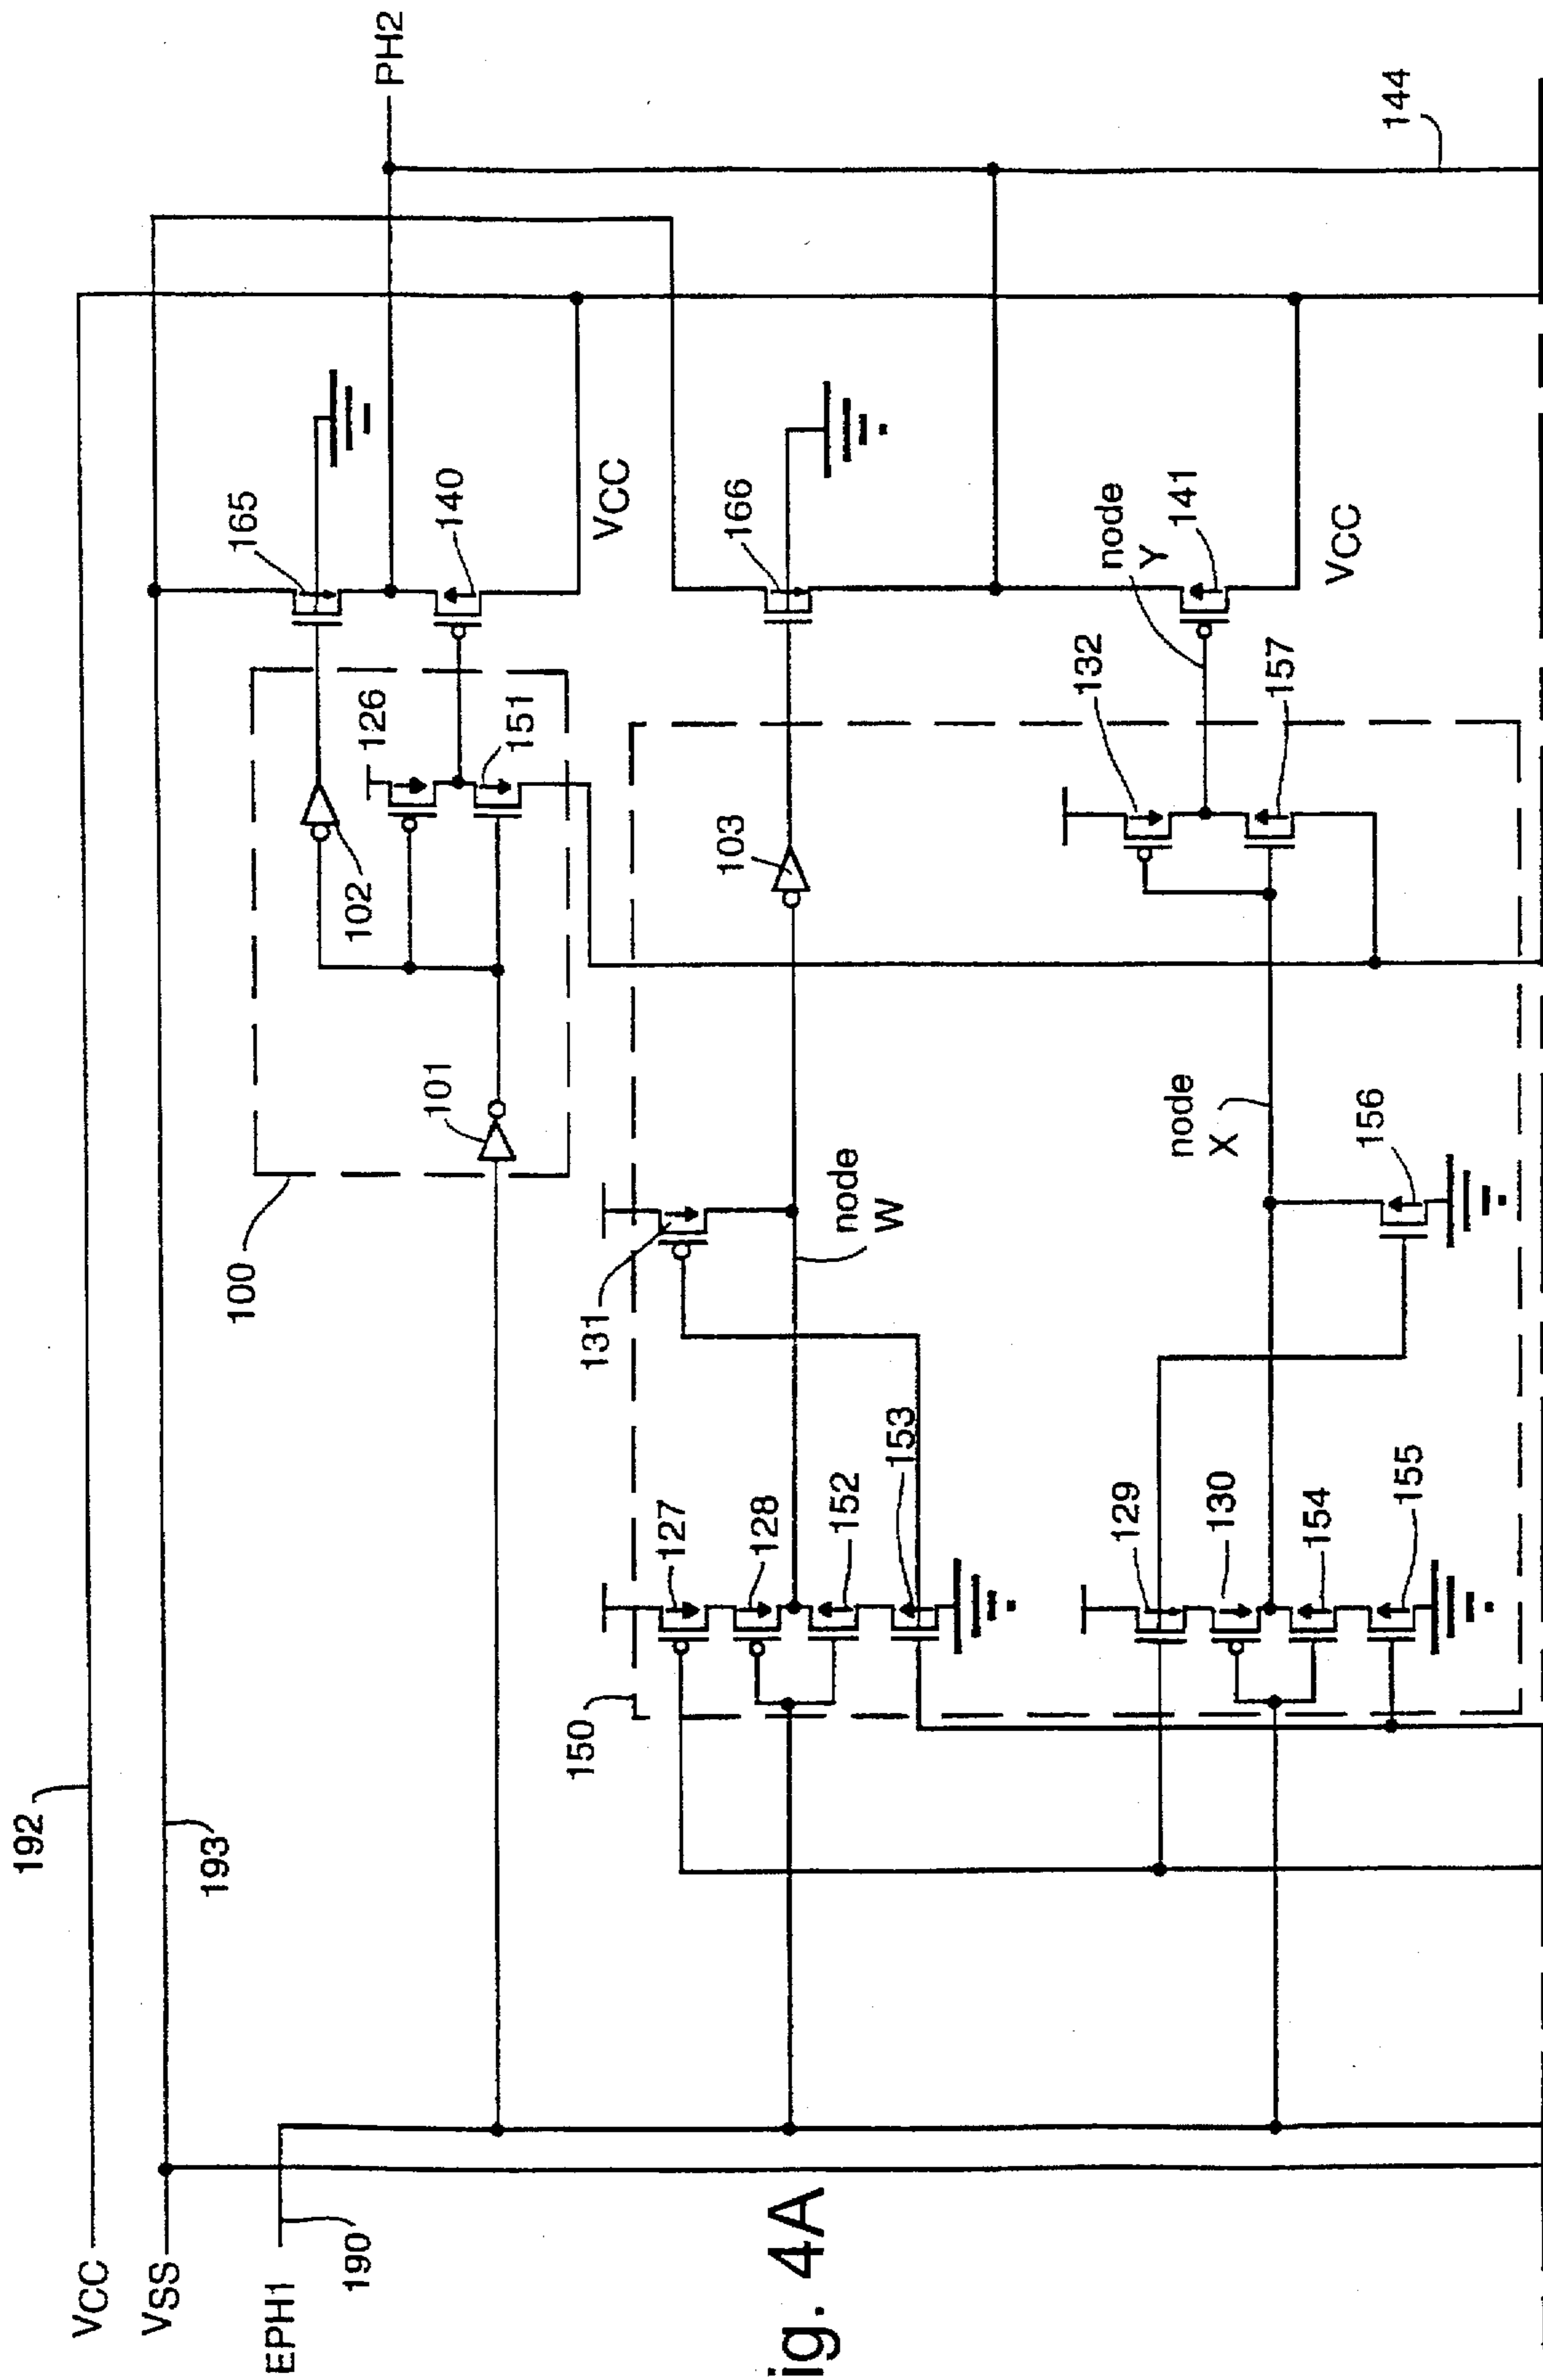 VCC
192
VSS
193
EPH1
190
100
101
102
126
151
165
140
VCC
PH2
150
127
128
152
153
131
node
W
103
166
129
130
154
155
node
X
156
132
157
node
Y
141
VCC
144
ig. 4A